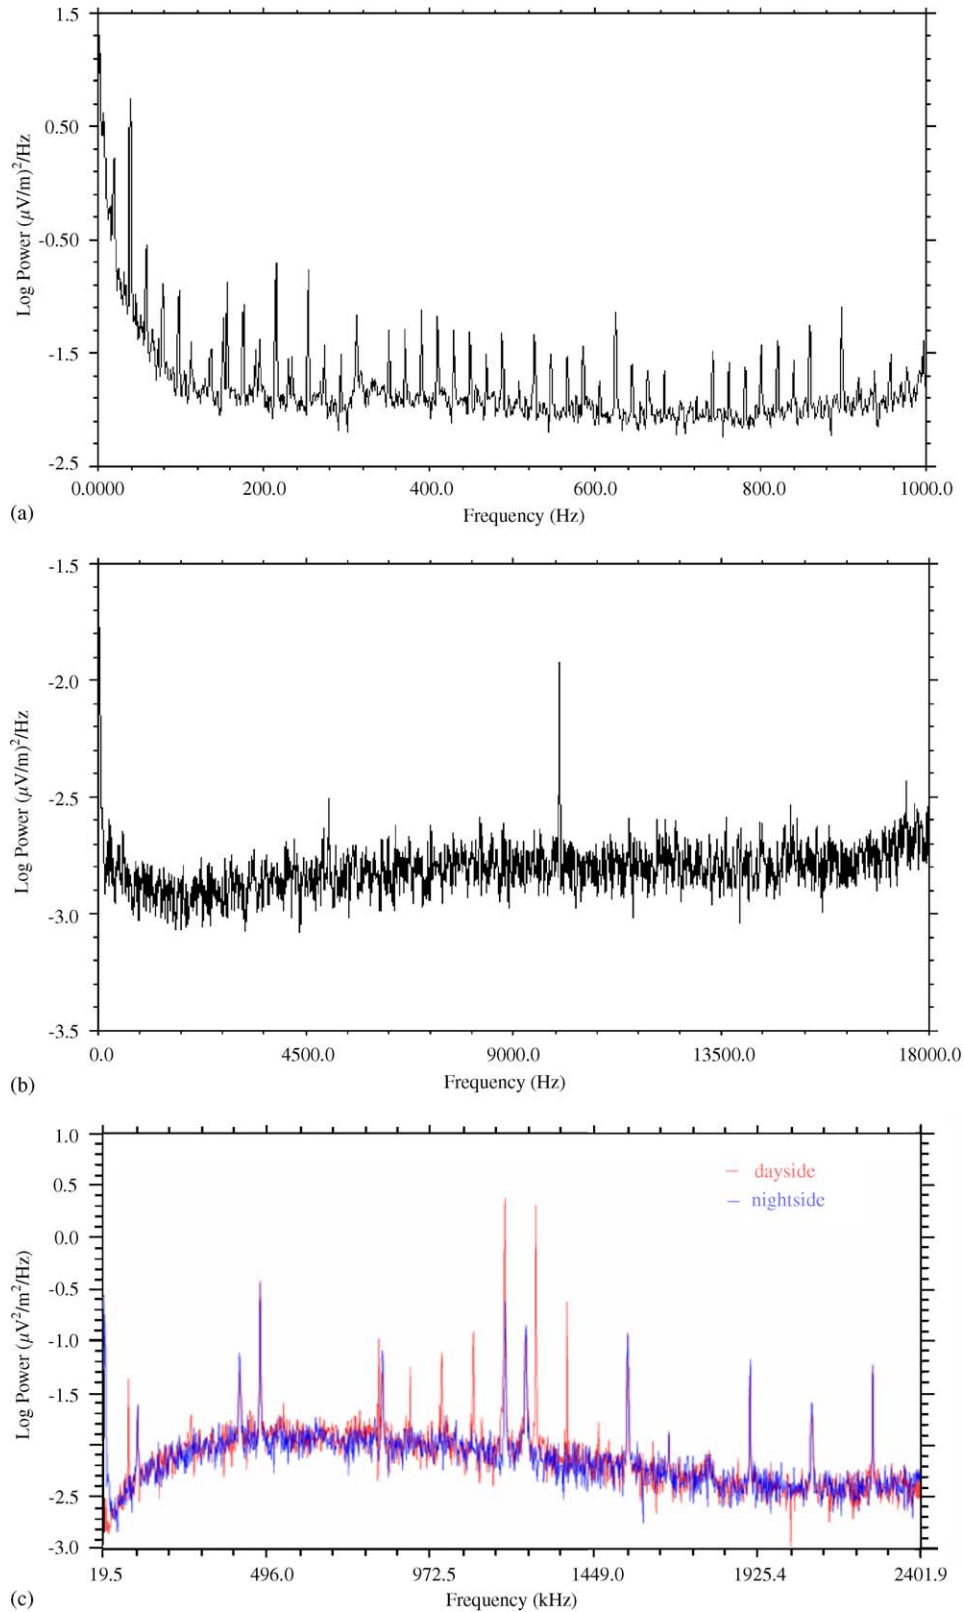 1.5
0.50
-0.50
-1.5
-2.5
Log Power (μV/m)²/Hz
0.0000 200.0 400.0 600.0 800.0 1000.0
Frequency (Hz)
(a)
-1.5
-2.0
-2.5
-3.0
-3.5
Log Power (μV/m)²/Hz
0.0 4500.0 9000.0 13500.0 18000.0
Frequency (Hz)
(b)
1.0
0.5
0.0
-0.5
-1.0
-1.5
-2.0
-2.5
-3.0
Log Power (μV²/m²/Hz)
dayside
nightside
19.5 496.0 972.5 1449.0 1925.4 2401.9
Frequency (kHz)
(c)